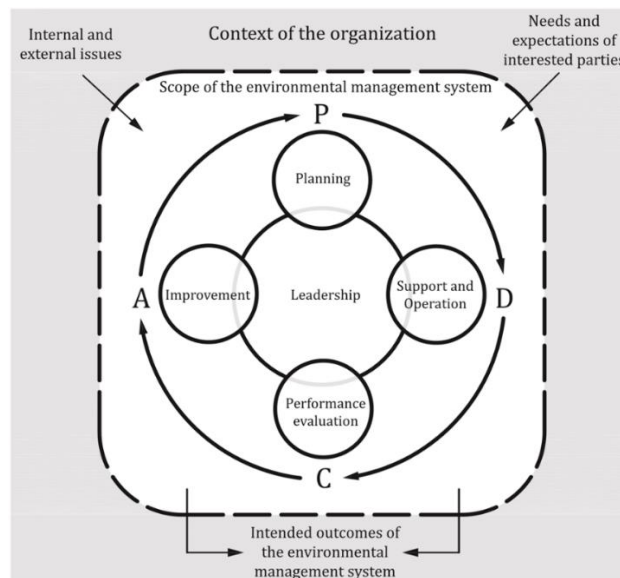 Internal and
external issues
Context of the organization
Needs and
expectations of
interested parties
Scope of the environmental management system
P
Planning
A
Improvement
Leadership
Support and
Operation
D
Performance
evaluation
C
Intended outcomes of
the environmental
management system